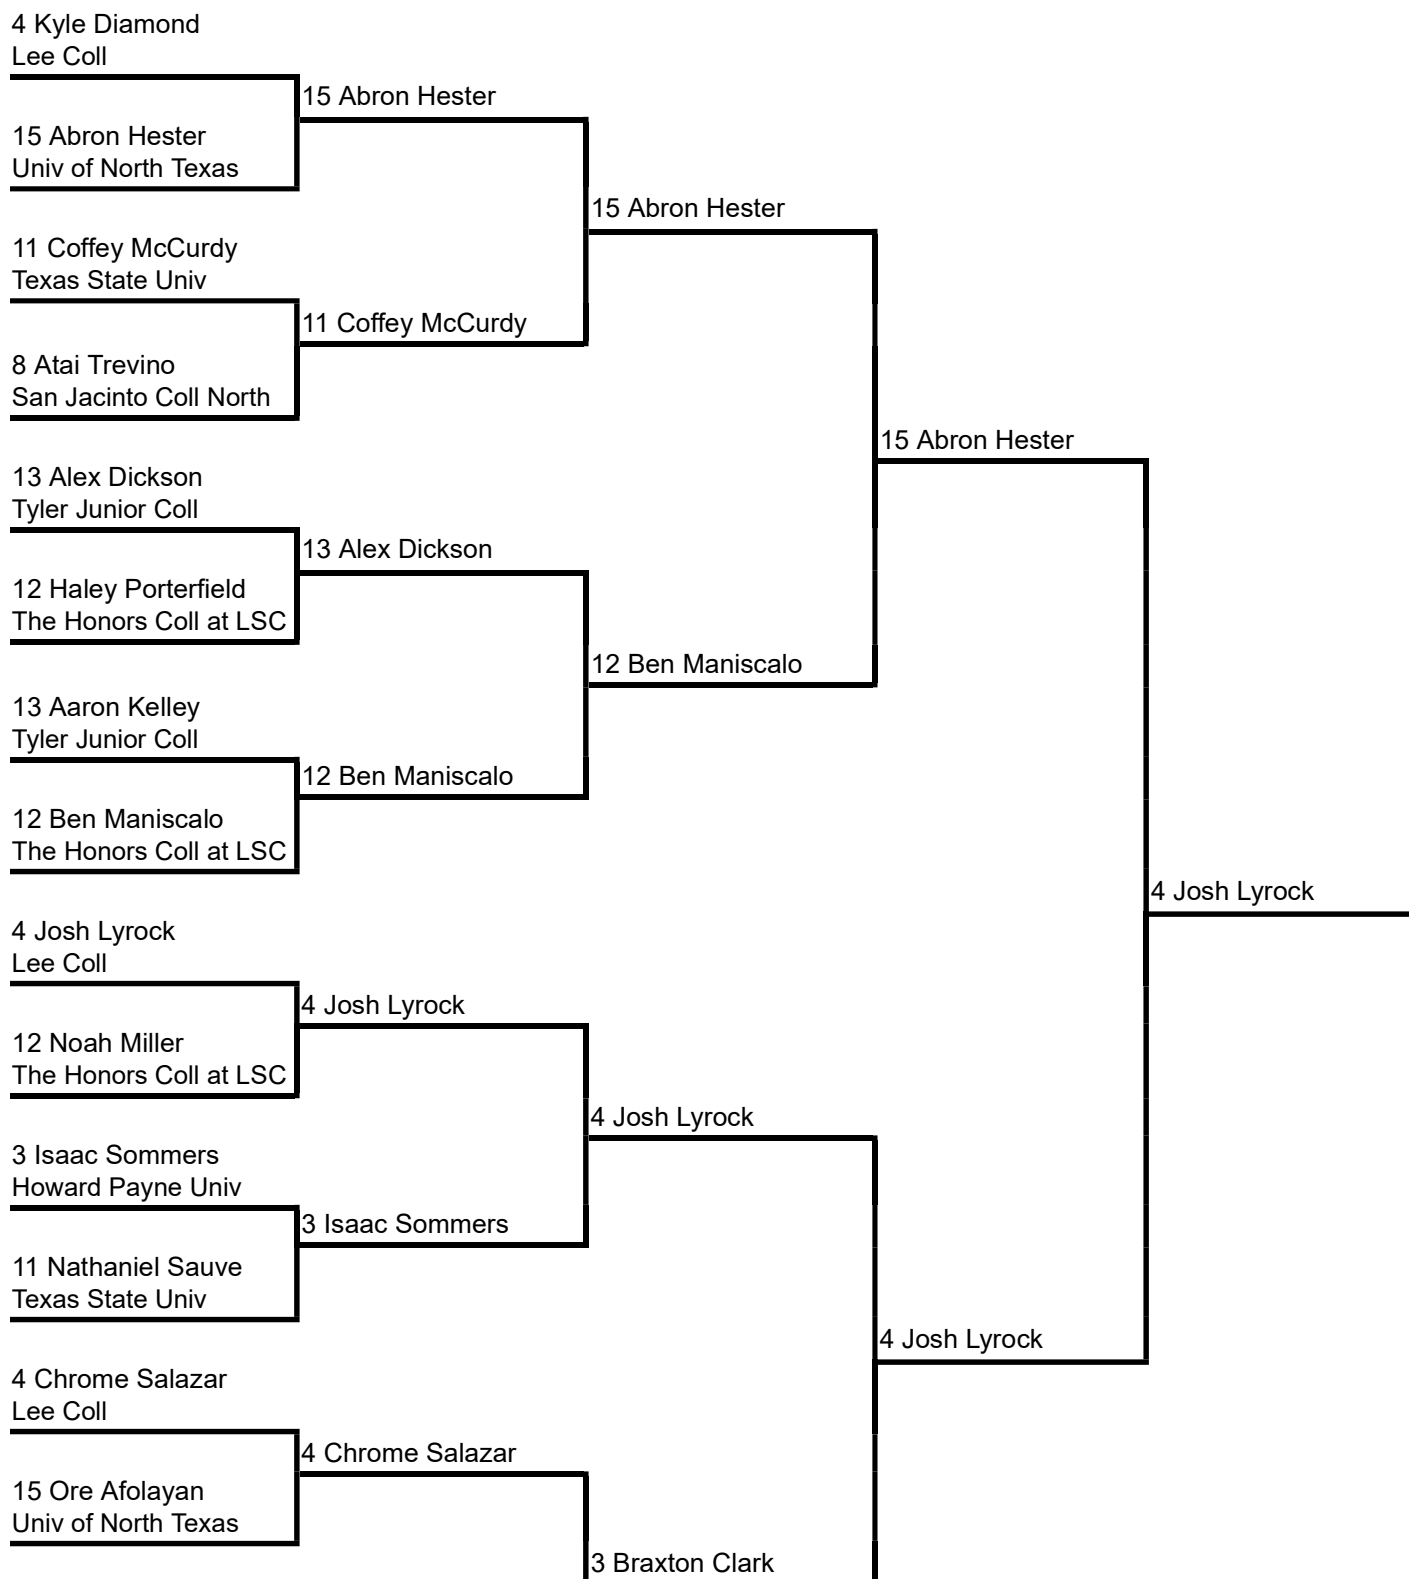 4 Kyle Diamond
Lee Coll
15 Abron Hester
15 Abron Hester
Univ of North Texas
15 Abron Hester
11 Coffey McCurdy
Texas State Univ
11 Coffey McCurdy
8 Atai Trevino
San Jacinto Coll North
15 Abron Hester
13 Alex Dickson
Tyler Junior Coll
13 Alex Dickson
12 Haley Porterfield
The Honors Coll at LSC
12 Ben Maniscalo
13 Aaron Kelley
Tyler Junior Coll
12 Ben Maniscalo
12 Ben Maniscalo
The Honors Coll at LSC
4 Josh Lyrock
4 Josh Lyrock
Lee Coll
4 Josh Lyrock
12 Noah Miller
The Honors Coll at LSC
4 Josh Lyrock
3 Isaac Sommers
Howard Payne Univ
3 Isaac Sommers
11 Nathaniel Sauve
Texas State Univ
4 Josh Lyrock
4 Chrome Salazar
Lee Coll
4 Chrome Salazar
15 Ore Afolayan
Univ of North Texas
3 Braxton Clark